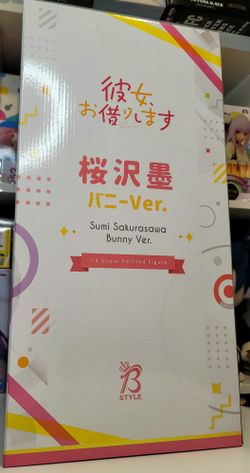 彼女、
お借りします
桜沢墨
バニーVer.
Sumi Sakurasawa
Bunny Ver.
1/4 Scale Painted Figure
B
STYLE